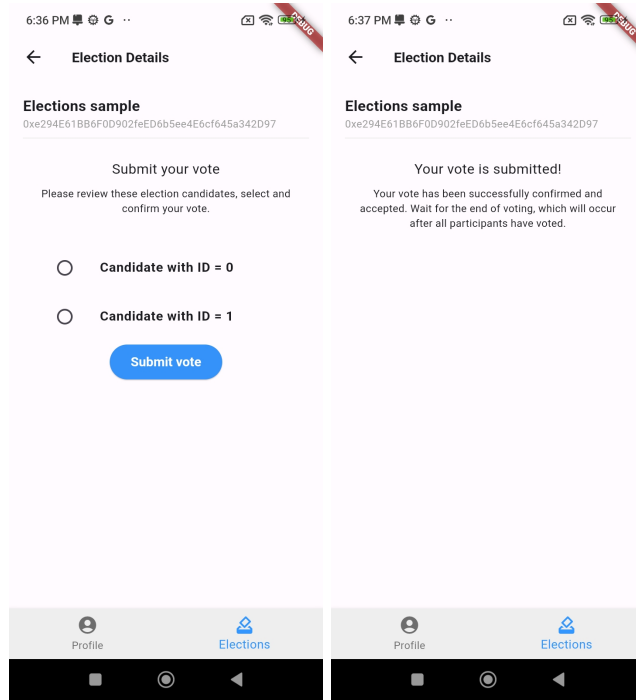 6:36 PM
95
DEBUG
Election Details
Elections sample
0xe294E61BB6F0D902feED6b5ee4E6cf645a342D97
Submit your vote
Please review these election candidates, select and
confirm your vote.
Candidate with ID = 0
Candidate with ID = 1
Submit vote
Profile
Elections
6:37 PM
95
DEBUG
Election Details
Elections sample
0xe294E61BB6F0D902feED6b5ee4E6cf645a342D97
Your vote is submitted!
Your vote has been successfully confirmed and
accepted. Wait for the end of voting, which will occur
after all participants have voted.
Profile
Elections